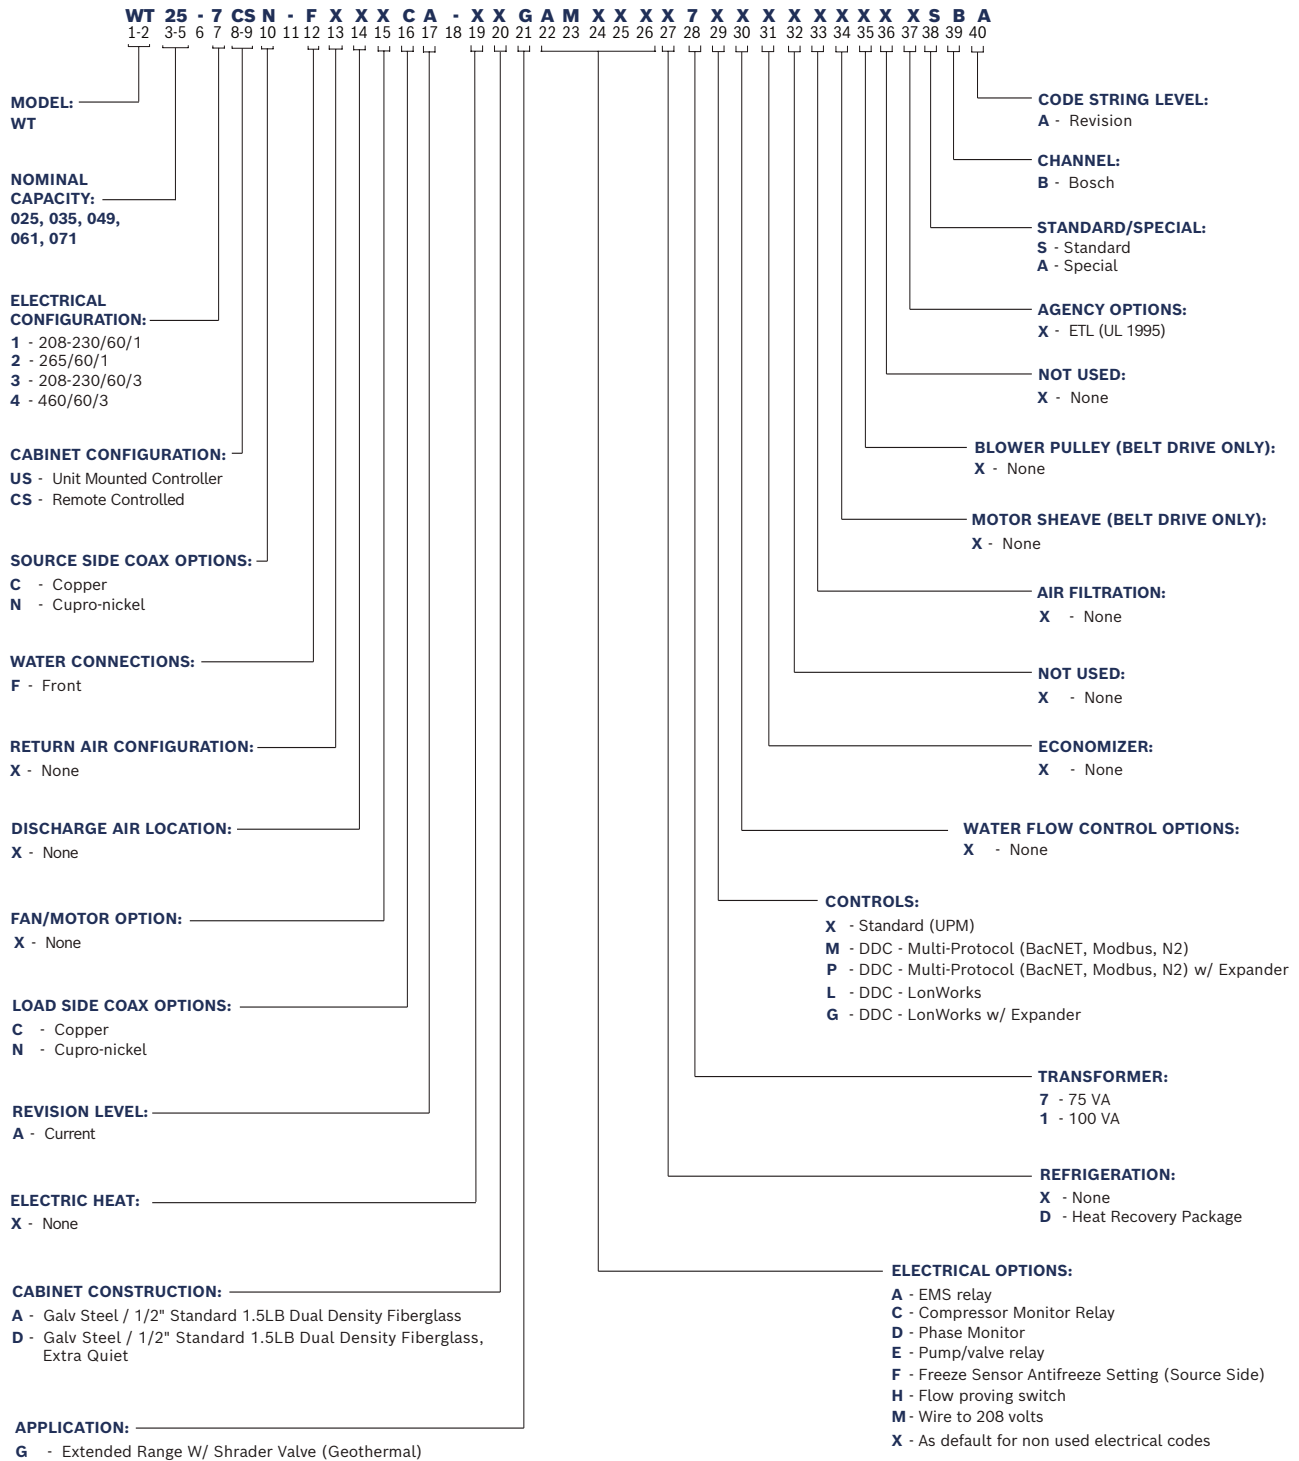 WT 25 - 7 CS N - F X X X C A - X X G A M X X X X 7 X X X X X X X X X S B A
1-2 3-5 6 7 8-9 10 11 12 13 14 15 16 17 18 19 20 21 22 23 24 25 26 27 28 29 30 31 32 33 34 35 36 37 38 39 40
MODEL:
WT
NOMINAL
CAPACITY:
025, 035, 049,
061, 071
ELECTRICAL
CONFIGURATION:
1 - 208-230/60/1
2 - 265/60/1
3 - 208-230/60/3
4 - 460/60/3
CABINET CONFIGURATION:
US - Unit Mounted Controller
CS - Remote Controlled
SOURCE SIDE COAX OPTIONS:
C - Copper
N - Cupro-nickel
WATER CONNECTIONS:
F - Front
RETURN AIR CONFIGURATION:
X - None
DISCHARGE AIR LOCATION:
X - None
FAN/MOTOR OPTION:
X - None
LOAD SIDE COAX OPTIONS:
C - Copper
N - Cupro-nickel
REVISION LEVEL:
A - Current
ELECTRIC HEAT:
X - None
CABINET CONSTRUCTION:
A - Galv Steel / 1/2" Standard 1.5LB Dual Density Fiberglass
D - Galv Steel / 1/2" Standard 1.5LB Dual Density Fiberglass,
Extra Quiet
APPLICATION:
G - Extended Range W/ Shrader Valve (Geothermal)
CODE STRING LEVEL:
A - Revision
CHANNEL:
B - Bosch
STANDARD/SPECIAL:
S - Standard
A - Special
AGENCY OPTIONS:
X - ETL (UL 1995)
NOT USED:
X - None
BLOWER PULLEY (BELT DRIVE ONLY):
X - None
MOTOR SHEAVE (BELT DRIVE ONLY):
X - None
AIR FILTRATION:
X - None
NOT USED:
X - None
ECONOMIZER:
X - None
WATER FLOW CONTROL OPTIONS:
X - None
CONTROLS:
X - Standard (UPM)
M - DDC - Multi-Protocol (BacNET, Modbus, N2)
P - DDC - Multi-Protocol (BacNET, Modbus, N2) w/ Expander
L - DDC - LonWorks
G - DDC - LonWorks w/ Expander
TRANSFORMER:
7 - 75 VA
1 - 100 VA
REFRIGERATION:
X - None
D - Heat Recovery Package
ELECTRICAL OPTIONS:
A - EMS relay
C - Compressor Monitor Relay
D - Phase Monitor
E - Pump/valve relay
F - Freeze Sensor Antifreeze Setting (Source Side)
H - Flow proving switch
M - Wire to 208 volts
X - As default for non used electrical codes